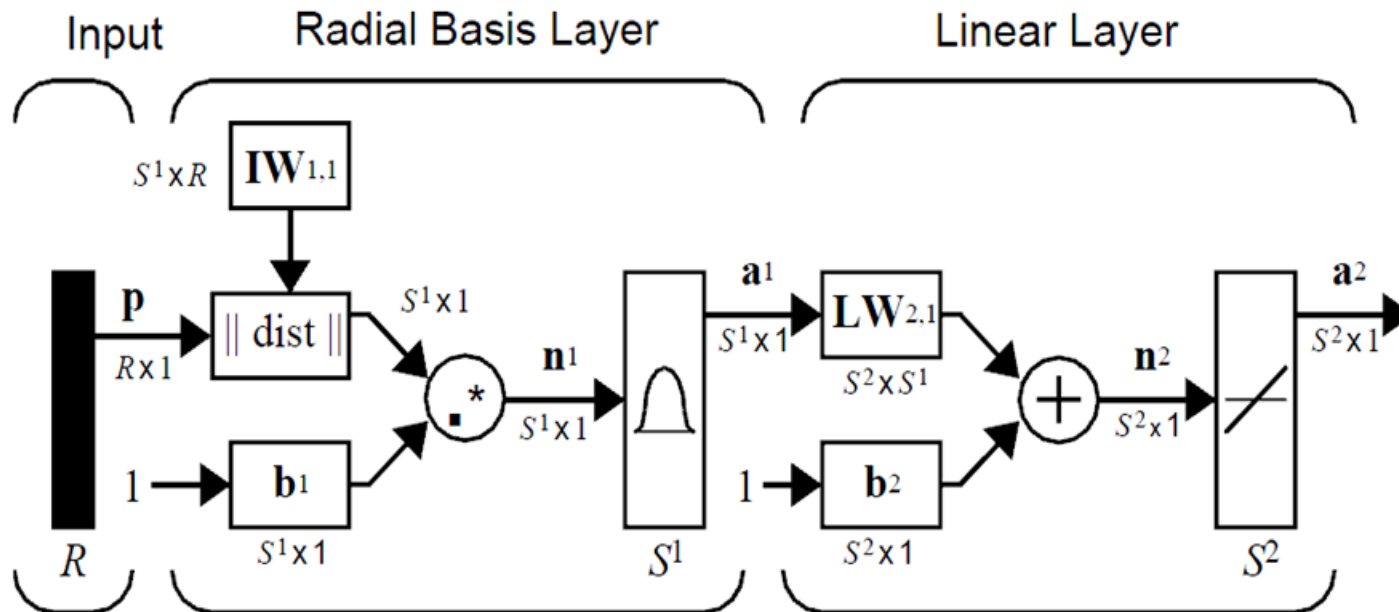 Input Radial Basis Layer Linear Layer
S¹xR IW1,1
p R x1 || dist || S¹x1 .* n¹ S¹x1 a¹ S¹x1 LW2,1 S²xS¹ + n² S²x1 a² S²x1
1 b1 S¹x1 1 b2 S²x1
R S¹ S²